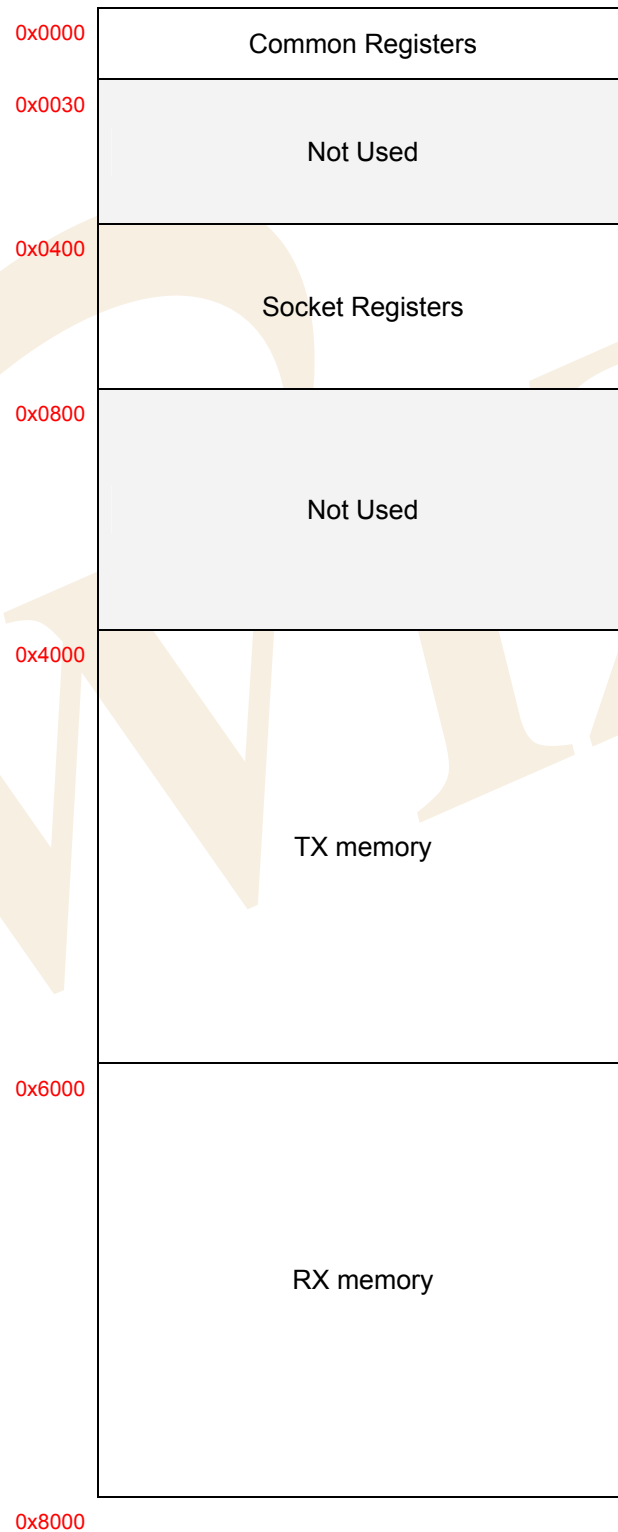 0x0000
Common Registers
0x0030
Not Used
0x0400
Socket Registers
0x0800
Not Used
0x4000
TX memory
0x6000
RX memory
0x8000